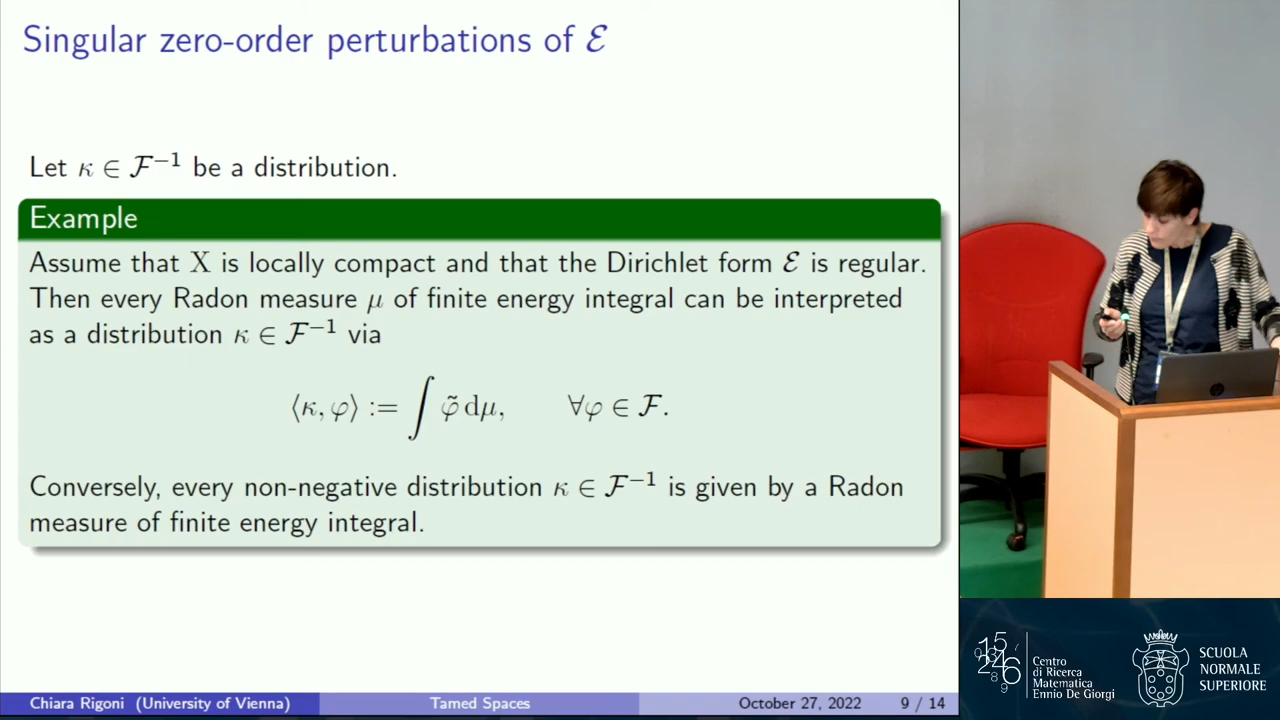 Singular zero-order perturbations of ℰ
Let κ ∈ ℱ⁻¹ be a distribution.
Example
Assume that X is locally compact and that the Dirichlet form ℰ is regular.
Then every Radon measure μ of finite energy integral can be interpreted
as a distribution κ ∈ ℱ⁻¹ via
⟨κ, φ⟩ := ∫ φ̃ dμ, ∀φ ∈ ℱ.
Conversely, every non-negative distribution κ ∈ ℱ⁻¹ is given by a Radon
measure of finite energy integral.
Chiara Rigoni (University of Vienna) Tamed Spaces October 27, 2022 9 / 14
Centro
di Ricerca
Matematica
Ennio De Giorgi
SCUOLA
NORMALE
SUPERIORE